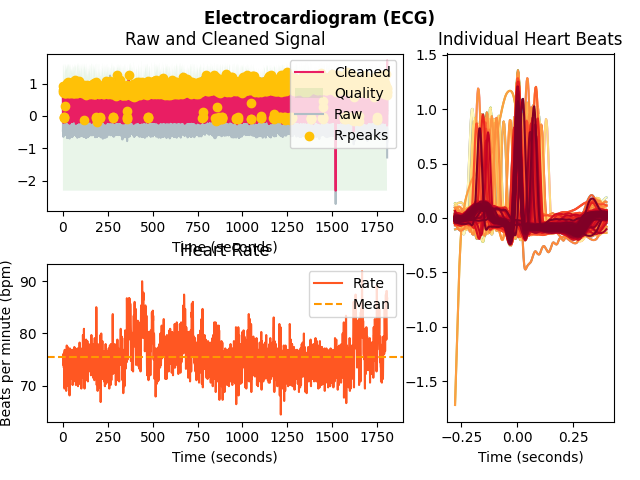 Electrocardiogram (ECG)
Raw and Cleaned Signal
1
0
−1
−2
0 250 500 750 1000 1250 1500 1750
Time (seconds)
Cleaned
Quality
Raw
R-peaks
Heart Rate
Beats per minute (bpm)
90
80
70
0 250 500 750 1000 1250 1500 1750
Time (seconds)
Rate
Mean
Individual Heart Beats
1.5
1.0
0.5
0.0
−0.5
−1.0
−1.5
−0.25 0.00 0.25
Time (seconds)